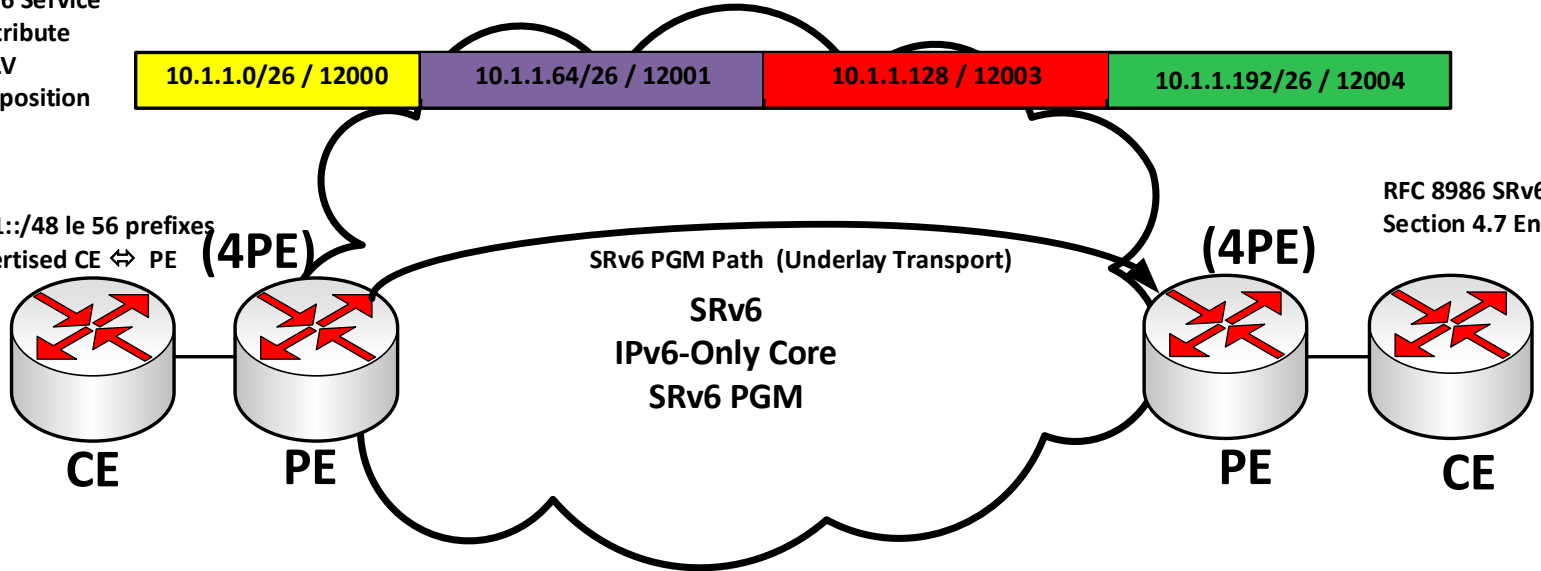 6 Service
tribute
V
position
10.1.1.0/26 / 12000
10.1.1.64/26 / 12001
10.1.1.128 / 12003
10.1.1.192/26 / 12004
1::/48 le 56 prefixes
ertised CE ⇔ PE
(4PE)
SRv6 PGM Path (Underlay Transport)
SRv6
IPv6-Only Core
SRv6 PGM
(4PE)
RFC 8986 SRv6
Section 4.7 En
CE
PE
PE
CE